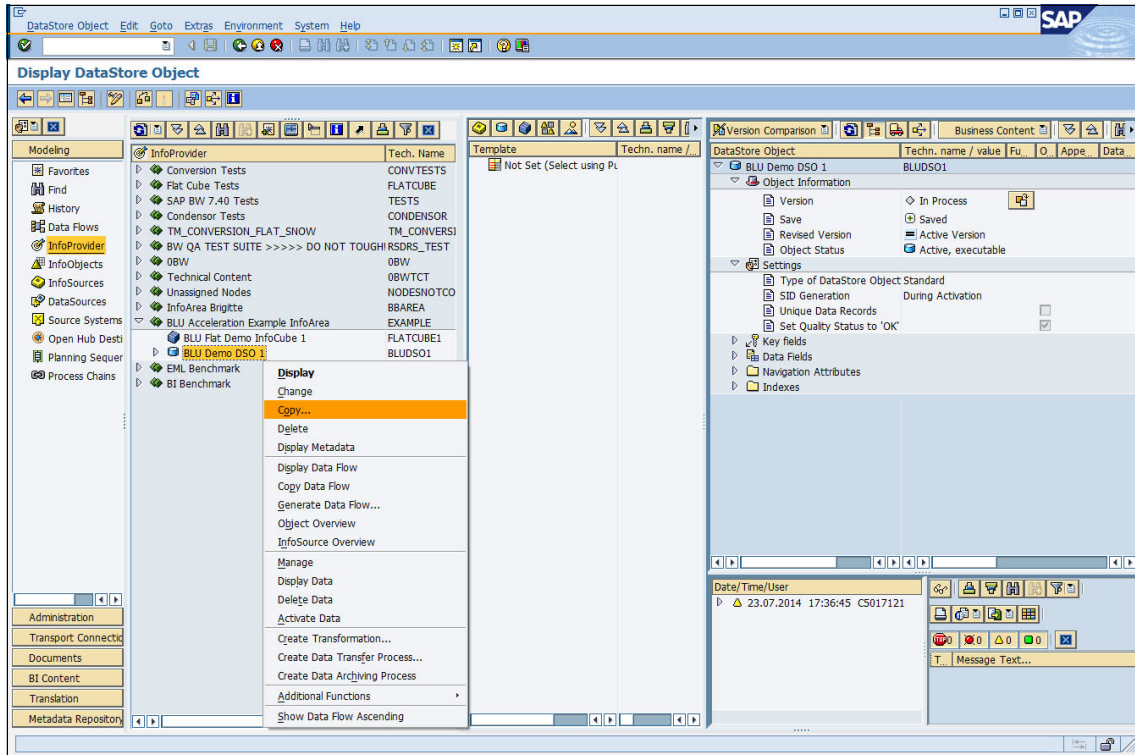 DataStore Object Edit Goto Extras Environment System Help
SAP
Display DataStore Object
Modeling
Favorites
Find
History
Data Flows
InfoProvider
InfoObjects
InfoSources
DataSources
Source Systems
Open Hub Desti
Planning Sequer
Process Chains
Administration
Transport Connectic
Documents
BI Content
Translation
Metadata Repository
InfoProvider Tech. Name
Conversion Tests CONVTESTS
Flat Cube Tests FLATCUBE
SAP BW 7.40 Tests TESTS
Condensor Tests CONDENSOR
TM_CONVERSION_FLAT_SNOW TM_CONVERSI
BW QA TEST SUITE >>>>> DO NOT TOUGH! RSDRS_TEST
0BW 0BW
Technical Content 0BWTCT
Unassigned Nodes NODESNOTCO
InfoArea Brigitte BBAREA
BLU Acceleration Example InfoArea EXAMPLE
BLU Flat Demo InfoCube 1 FLATCUBE1
BLU Demo DSO 1 BLUDSO1
EML Benchmark
BI Benchmark
Display
Change
Copy...
Delete
Display Metadata
Display Data Flow
Copy Data Flow
Generate Data Flow...
Object Overview
InfoSource Overview
Manage
Display Data
Delete Data
Activate Data
Create Transformation...
Create Data Transfer Process...
Create Data Archiving Process
Additional Functions
Show Data Flow Ascending
Template Techn. name /...
Not Set (Select using Pu
Version Comparison Business Content
DataStore Object Techn. name / value Fu... O... Appe... Data...
BLU Demo DSO 1 BLUDSO1
Object Information
Version In Process
Save Saved
Revised Version Active Version
Object Status Active, executable
Settings
Type of DataStore Object Standard
SID Generation During Activation
Unique Data Records
Set Quality Status to 'OK'
Key fields
Data Fields
Navigation Attributes
Indexes
Date/Time/User
23.07.2014 17:36:45 C5017121
0 0 0 0
T... Message Text...